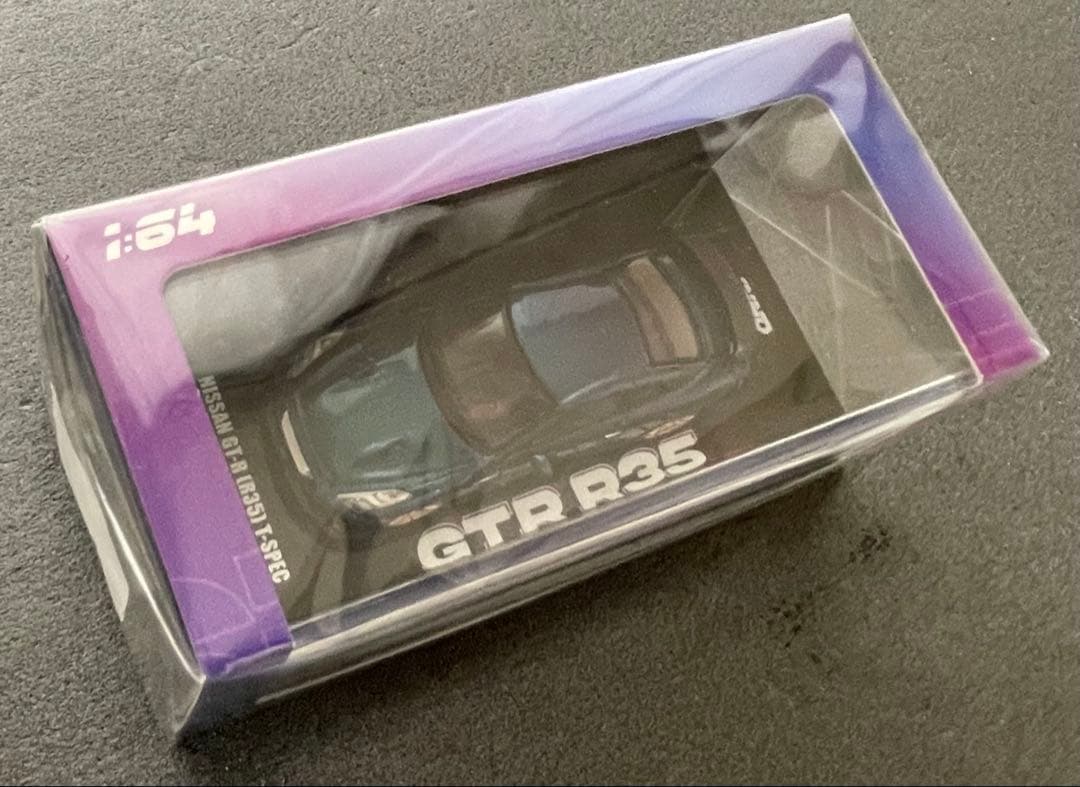 1:64
NISSAN GT-R (R35) T-SPEC
GTR R35